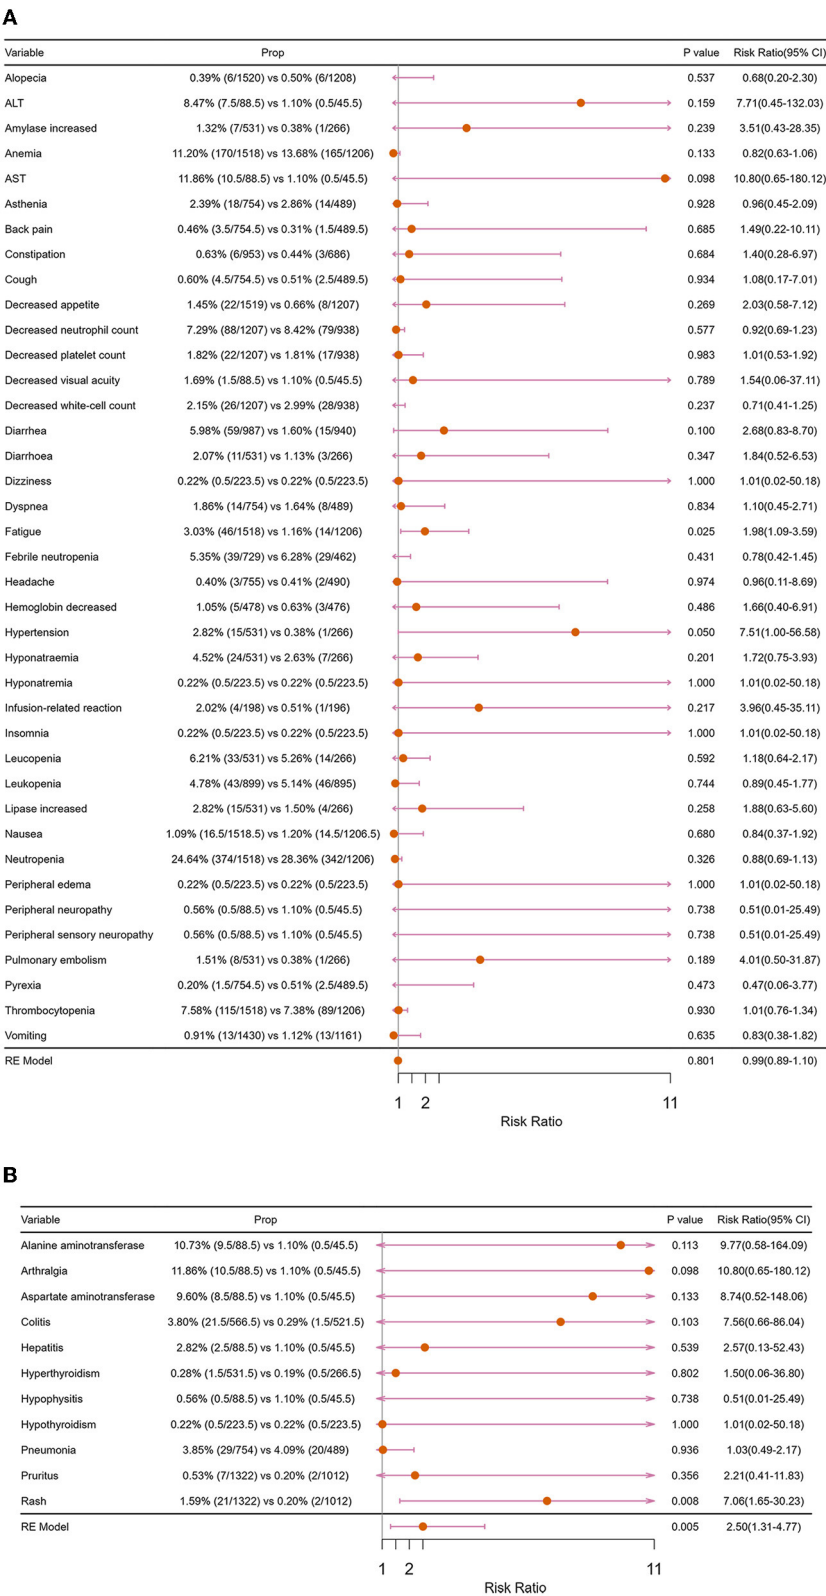 A
Variable Prop P value Risk Ratio(95% CI)
Alopecia 0.39% (6/1520) vs 0.50% (6/1208) 0.537 0.68(0.20-2.30)
ALT 8.47% (7.5/88.5) vs 1.10% (0.5/45.5) 0.159 7.71(0.45-132.03)
Amylase increased 1.32% (7/531) vs 0.38% (1/266) 0.239 3.51(0.43-28.35)
Anemia 11.20% (170/1518) vs 13.68% (165/1206) 0.133 0.82(0.63-1.06)
AST 11.86% (10.5/88.5) vs 1.10% (0.5/45.5) 0.098 10.80(0.65-180.12)
Asthenia 2.39% (18/754) vs 2.86% (14/489) 0.928 0.96(0.45-2.09)
Back pain 0.46% (3.5/754.5) vs 0.31% (1.5/489.5) 0.685 1.49(0.22-10.11)
Constipation 0.63% (6/953) vs 0.44% (3/686) 0.684 1.40(0.28-6.97)
Cough 0.60% (4.5/754.5) vs 0.51% (2.5/489.5) 0.934 1.08(0.17-7.01)
Decreased appetite 1.45% (22/1519) vs 0.66% (8/1207) 0.269 2.03(0.58-7.12)
Decreased neutrophil count 7.29% (88/1207) vs 8.42% (79/938) 0.577 0.92(0.69-1.23)
Decreased platelet count 1.82% (22/1207) vs 1.81% (17/938) 0.983 1.01(0.53-1.92)
Decreased visual acuity 1.69% (1.5/88.5) vs 1.10% (0.5/45.5) 0.789 1.54(0.06-37.11)
Decreased white-cell count 2.15% (26/1207) vs 2.99% (28/938) 0.237 0.71(0.41-1.25)
Diarrhea 5.98% (59/987) vs 1.60% (15/940) 0.100 2.68(0.83-8.70)
Diarrhoea 2.07% (11/531) vs 1.13% (3/266) 0.347 1.84(0.52-6.53)
Dizziness 0.22% (0.5/223.5) vs 0.22% (0.5/223.5) 1.000 1.01(0.02-50.18)
Dyspnea 1.86% (14/754) vs 1.64% (8/489) 0.834 1.10(0.45-2.71)
Fatigue 3.03% (46/1518) vs 1.16% (14/1206) 0.025 1.98(1.09-3.59)
Febrile neutropenia 5.35% (39/729) vs 6.28% (29/462) 0.431 0.78(0.42-1.45)
Headache 0.40% (3/755) vs 0.41% (2/490) 0.974 0.96(0.11-8.69)
Hemoglobin decreased 1.05% (5/478) vs 0.63% (3/476) 0.486 1.66(0.40-6.91)
Hypertension 2.82% (15/531) vs 0.38% (1/266) 0.050 7.51(1.00-56.58)
Hyponatraemia 4.52% (24/531) vs 2.63% (7/266) 0.201 1.72(0.75-3.93)
Hyponatremia 0.22% (0.5/223.5) vs 0.22% (0.5/223.5) 1.000 1.01(0.02-50.18)
Infusion-related reaction 2.02% (4/198) vs 0.51% (1/196) 0.217 3.96(0.45-35.11)
Insomnia 0.22% (0.5/223.5) vs 0.22% (0.5/223.5) 1.000 1.01(0.02-50.18)
Leucopenia 6.21% (33/531) vs 5.26% (14/266) 0.592 1.18(0.64-2.17)
Leukopenia 4.78% (43/899) vs 5.14% (46/895) 0.744 0.89(0.45-1.77)
Lipase increased 2.82% (15/531) vs 1.50% (4/266) 0.258 1.88(0.63-5.60)
Nausea 1.09% (16.5/1518.5) vs 1.20% (14.5/1206.5) 0.680 0.84(0.37-1.92)
Neutropenia 24.64% (374/1518) vs 28.36% (342/1206) 0.326 0.88(0.69-1.13)
Peripheral edema 0.22% (0.5/223.5) vs 0.22% (0.5/223.5) 1.000 1.01(0.02-50.18)
Peripheral neuropathy 0.56% (0.5/88.5) vs 1.10% (0.5/45.5) 0.738 0.51(0.01-25.49)
Peripheral sensory neuropathy 0.56% (0.5/88.5) vs 1.10% (0.5/45.5) 0.738 0.51(0.01-25.49)
Pulmonary embolism 1.51% (8/531) vs 0.38% (1/266) 0.189 4.01(0.50-31.87)
Pyrexia 0.20% (1.5/754.5) vs 0.51% (2.5/489.5) 0.473 0.47(0.06-3.77)
Thrombocytopenia 7.58% (115/1518) vs 7.38% (89/1206) 0.930 1.01(0.76-1.34)
Vomiting 0.91% (13/1430) vs 1.12% (13/1161) 0.635 0.83(0.38-1.82)
RE Model 0.801 0.99(0.89-1.10)
1 2 11
Risk Ratio
B
Variable Prop P value Risk Ratio(95% CI)
Alanine aminotransferase 10.73% (9.5/88.5) vs 1.10% (0.5/45.5) 0.113 9.77(0.58-164.09)
Arthralgia 11.86% (10.5/88.5) vs 1.10% (0.5/45.5) 0.098 10.80(0.65-180.12)
Aspartate aminotransferase 9.60% (8.5/88.5) vs 1.10% (0.5/45.5) 0.133 8.74(0.52-148.06)
Colitis 3.80% (21.5/566.5) vs 0.29% (1.5/521.5) 0.103 7.56(0.66-86.04)
Hepatitis 2.82% (2.5/88.5) vs 1.10% (0.5/45.5) 0.539 2.57(0.13-52.43)
Hyperthyroidism 0.28% (1.5/531.5) vs 0.19% (0.5/266.5) 0.802 1.50(0.06-36.80)
Hypophysitis 0.56% (0.5/88.5) vs 1.10% (0.5/45.5) 0.738 0.51(0.01-25.49)
Hypothyroidism 0.22% (0.5/223.5) vs 0.22% (0.5/223.5) 1.000 1.01(0.02-50.18)
Pneumonia 3.85% (29/754) vs 4.09% (20/489) 0.936 1.03(0.49-2.17)
Pruritus 0.53% (7/1322) vs 0.20% (2/1012) 0.356 2.21(0.41-11.83)
Rash 1.59% (21/1322) vs 0.20% (2/1012) 0.008 7.06(1.65-30.23)
RE Model 0.005 2.50(1.31-4.77)
1 2 11
Risk Ratio